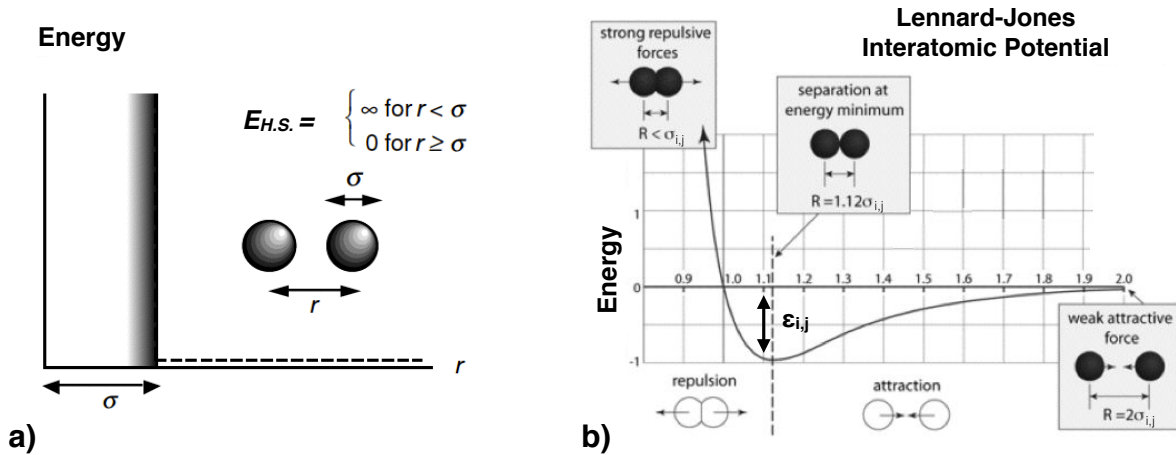 Energy
E_H.S. =
∞ for r < σ
0 for r ≥ σ
σ
r
r
σ
a)
Lennard-Jones
Interatomic Potential
strong repulsive
forces
R < σi,j
separation at
energy minimum
R =1.12σi,j
Energy
1
0
-1
0.9 1.0 1.1 1.2 1.3 1.4 1.5 1.6 1.7 1.8 1.9 2.0
εi,j
weak attractive
force
R=2σi,j
repulsion
attraction
b)